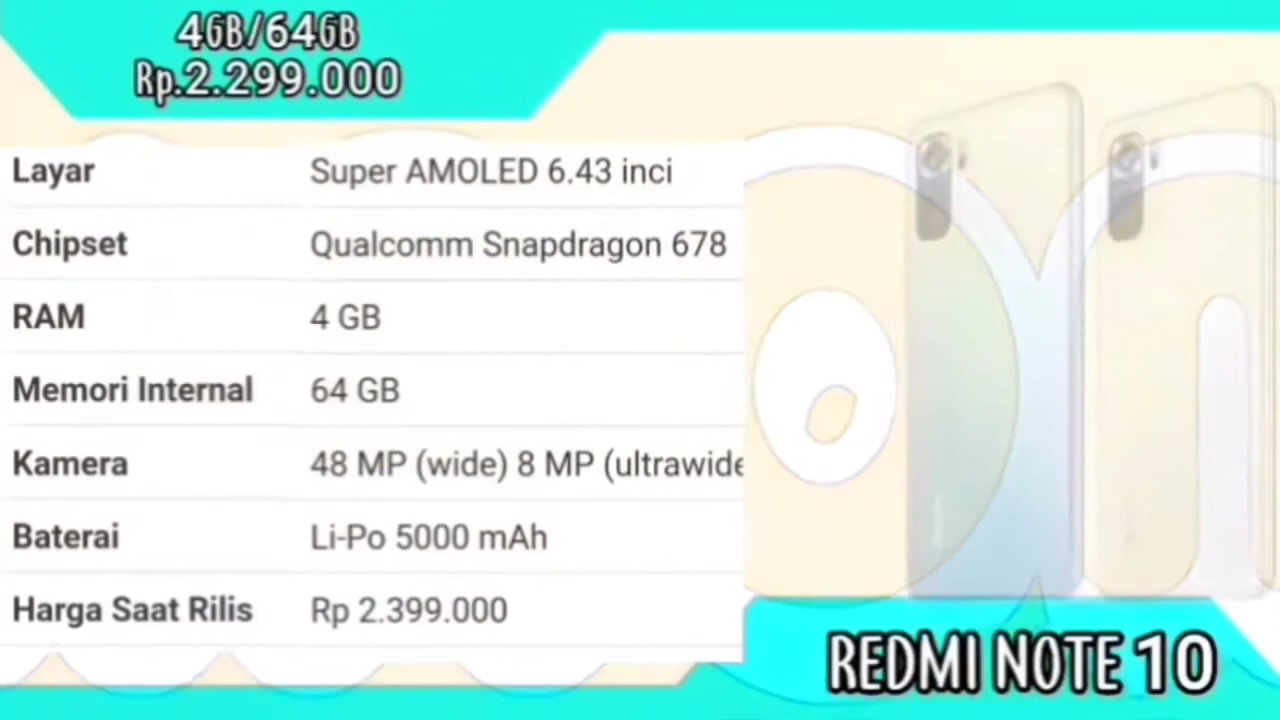 4GB/64GB
Rp.2.299.000
Layar Super AMOLED 6.43 inci
Chipset Qualcomm Snapdragon 678
RAM 4 GB
Memori Internal 64 GB
Kamera 48 MP (wide) 8 MP (ultrawide
Baterai Li-Po 5000 mAh
Harga Saat Rilis Rp 2.399.000
REDMI NOTE 10